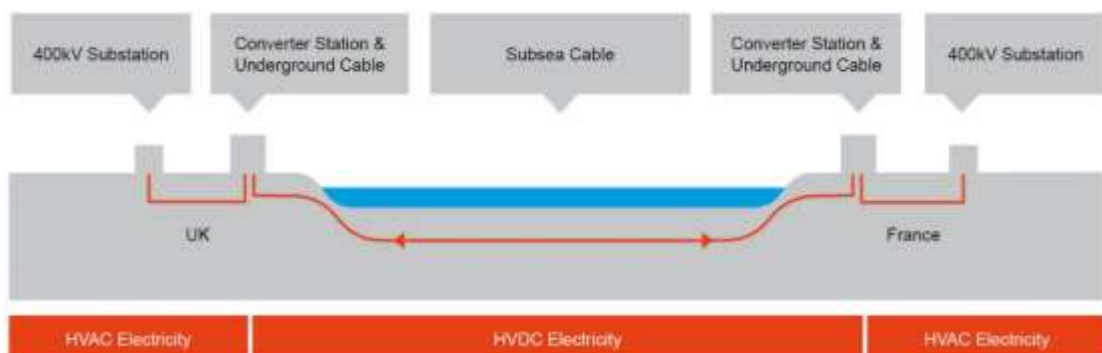 400kV Substation
Converter Station &
Underground Cable
Subsea Cable
Converter Station &
Underground Cable
400kV Substation
UK
France
HVAC Electricity
HVDC Electricity
HVAC Electricity